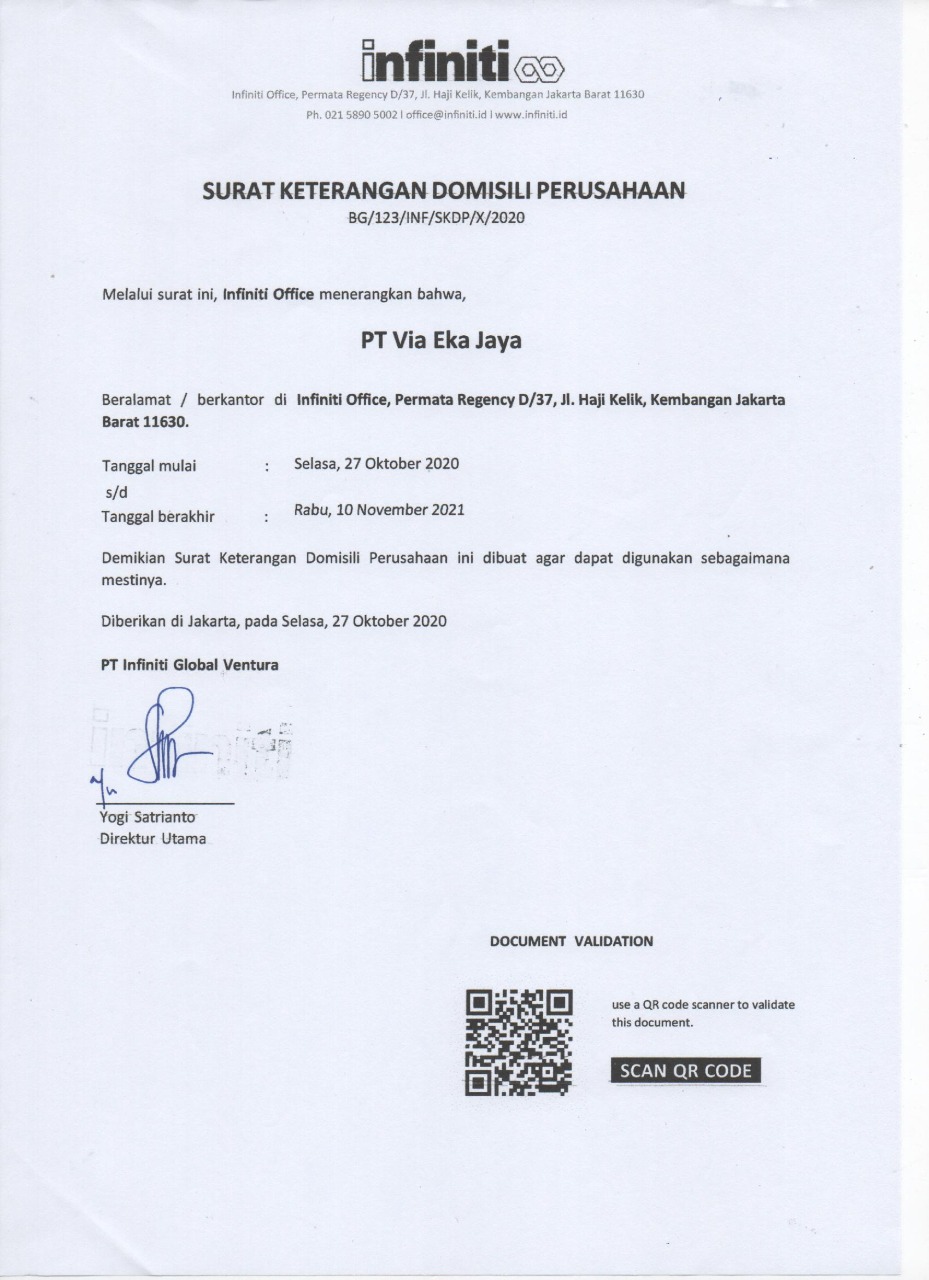 infiniti
Infiniti Office, Permata Regency D/37, Jl. Haji Kelik, Kembangan Jakarta Barat 11630
Ph. 021 5890 5002 I office@infiniti.id I www.infiniti.id
SURAT KETERANGAN DOMISILI PERUSAHAAN
BG/123/INF/SKDP/X/2020
Melalui surat ini, Infiniti Office menerangkan bahwa,
PT Via Eka Jaya
Beralamat / berkantor di Infiniti Office, Permata Regency D/37, Jl. Haji Kelik, Kembangan Jakarta
Barat 11630.
Tanggal mulai : Selasa, 27 Oktober 2020
s/d
Tanggal berakhir : Rabu, 10 November 2021
Demikian Surat Keterangan Domisili Perusahaan ini dibuat agar dapat digunakan sebagaimana
mestinya.
Diberikan di Jakarta, pada Selasa, 27 Oktober 2020
PT Infiniti Global Ventura
Yogi Satrianto
Direktur Utama
DOCUMENT VALIDATION
use a QR code scanner to validate
this document.
SCAN QR CODE